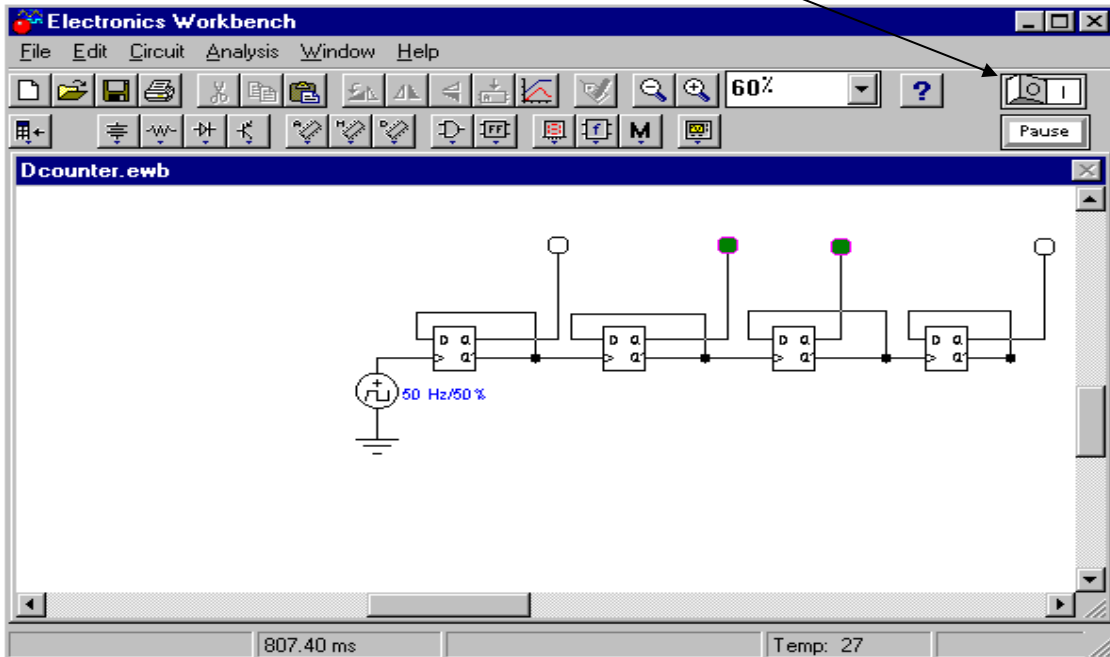 Electronics Workbench
File Edit Circuit Analysis Window Help
60% ?
FF f M
Pause
Dcounter.ewb
D Q D Q D Q D Q
Q' Q' Q' Q'
50 Hz/50%
807.40 ms Temp: 27